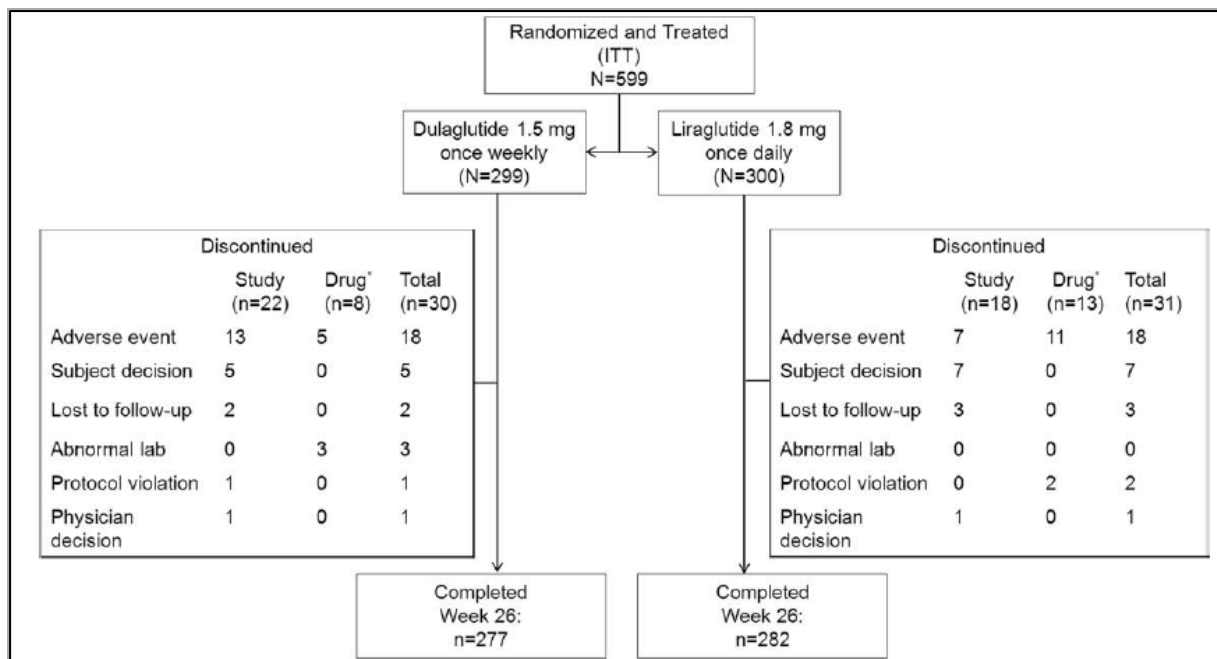 Randomized and Treated
(ITT)
N=599
Dulaglutide 1.5 mg
once weekly
(N=299)
Liraglutide 1.8 mg
once daily
(N=300)
Discontinued
Study Drug* Total
(n=22) (n=8) (n=30)
Adverse event 13 5 18
Subject decision 5 0 5
Lost to follow-up 2 0 2
Abnormal lab 0 3 3
Protocol violation 1 0 1
Physician 1 0 1
decision
Discontinued
Study Drug* Total
(n=18) (n=13) (n=31)
Adverse event 7 11 18
Subject decision 7 0 7
Lost to follow-up 3 0 3
Abnormal lab 0 0 0
Protocol violation 0 2 2
Physician 1 0 1
decision
Completed
Week 26:
n=277
Completed
Week 26:
n=282